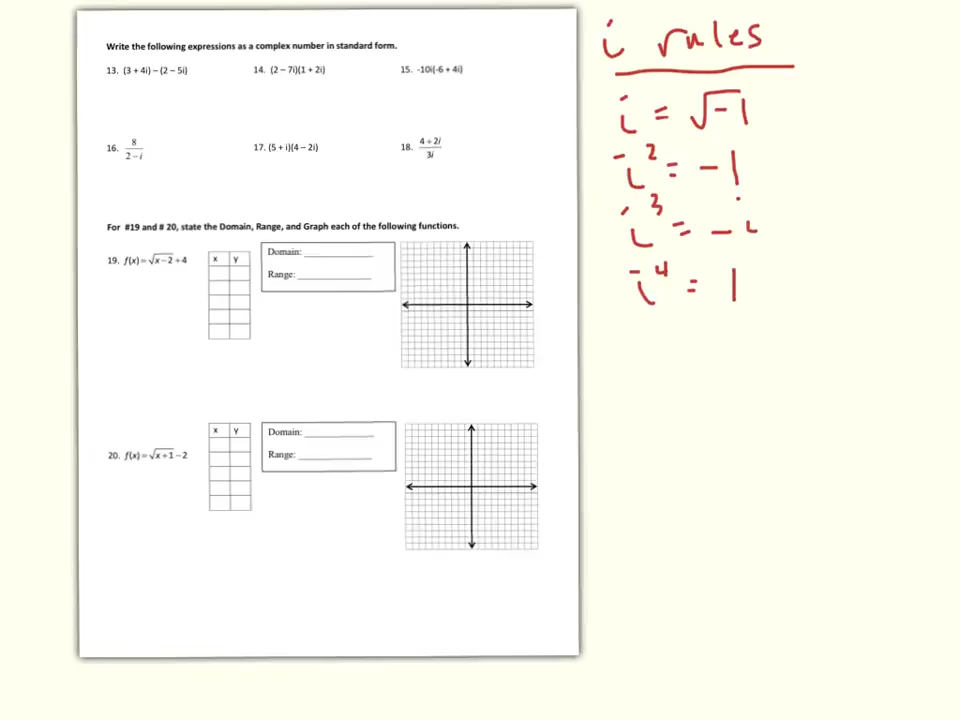 Write the following expressions as a complex number in standard form.
13. (3 + 4i) – (2 – 5i)
14. (2 – 7i)(1 + 2i)
15. -10i(-6 + 4i)
16. 8 / 2 – i
17. (5 + i)(4 – 2i)
18. 4 + 2i / 3i
For #19 and # 20, state the Domain, Range, and Graph each of the following functions.
19. f(x) = √x – 2 + 4
x y
Domain: ____________
Range: ____________
20. f(x) = √x + 1 – 2
x y
Domain: ____________
Range: ____________
i rules
i = √-1
i² = -1
i³ = -i
i⁴ = 1